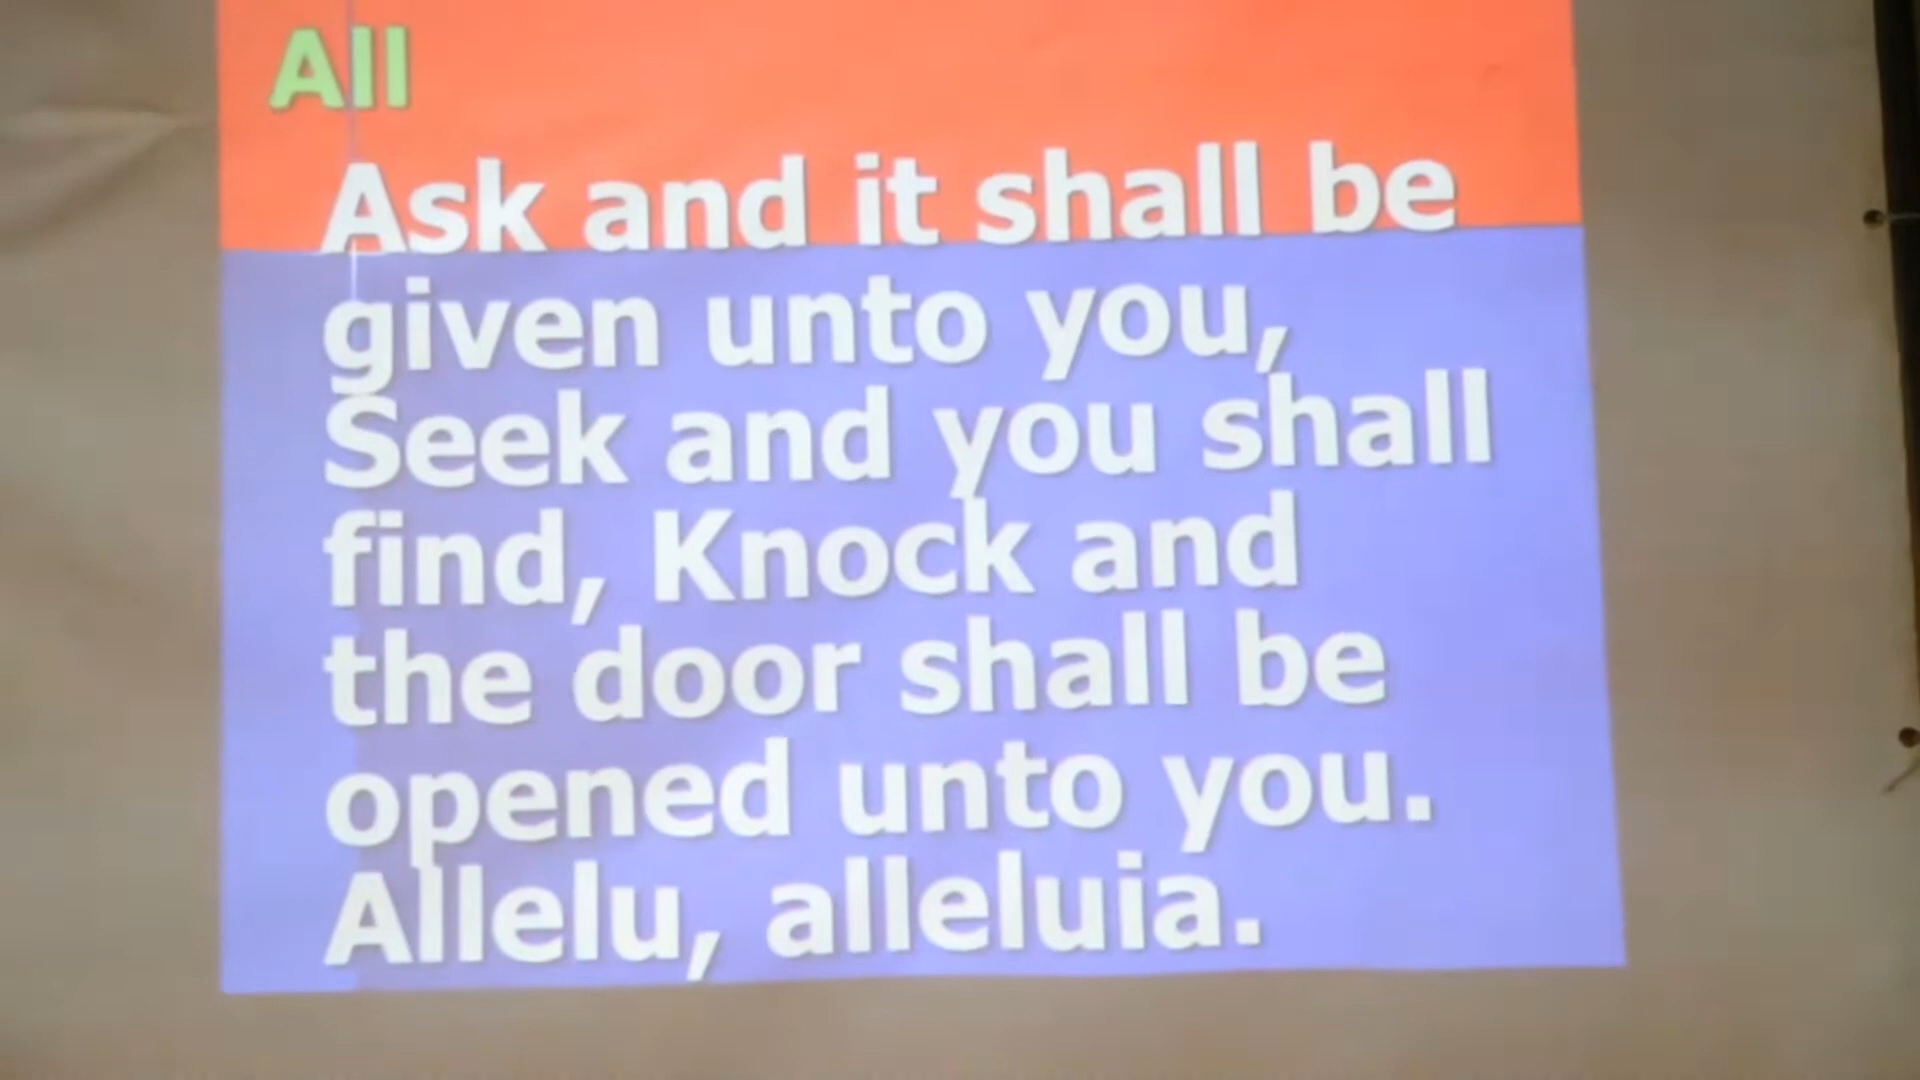 All
Ask and it shall be
given unto you,
Seek and you shall
find, Knock and
the door shall be
opened unto you.
Allelu, alleluia.